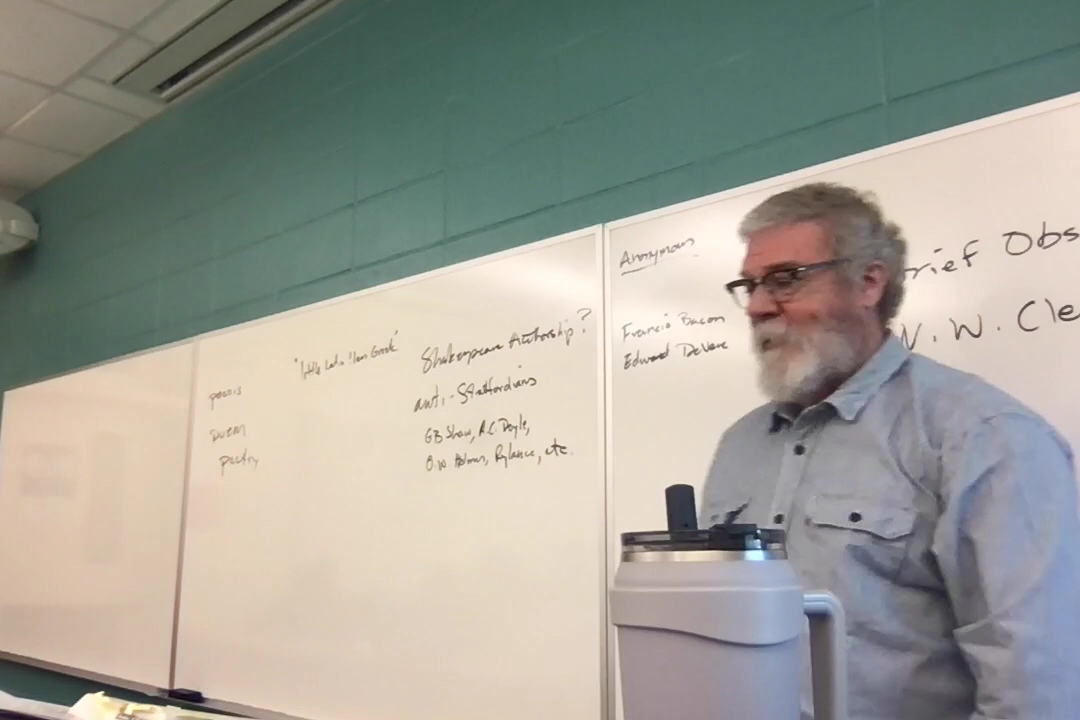 "little Latin less Greek"
poems
poetry
Shakespeare Authorship?
anti-Stratfordians
GB Shaw, A.C. Doyle,
O.W. Holmes, Rylance, etc.
Anonymous
Francis Bacon
Edward DeVere
rief Obs
W. W. Cle